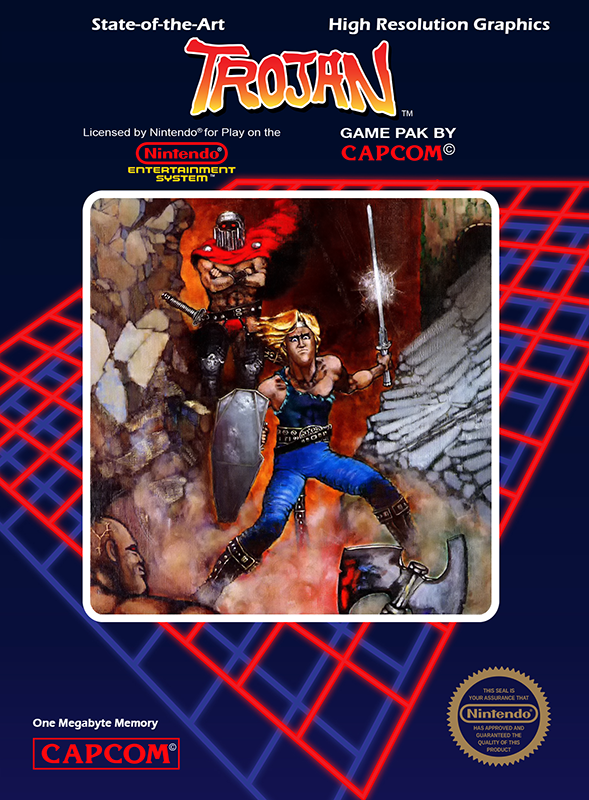 State-of-the-Art High Resolution Graphics
TROJAN™
Licensed by Nintendo® for Play on the
Nintendo®
ENTERTAINMENT
SYSTEM™
GAME PAK BY
CAPCOM©
One Megabyte Memory
CAPCOM©
THIS SEAL IS
YOUR ASSURANCE THAT
Nintendo®
HAS APPROVED AND
GUARANTEED THE
QUALITY OF THIS
PRODUCT